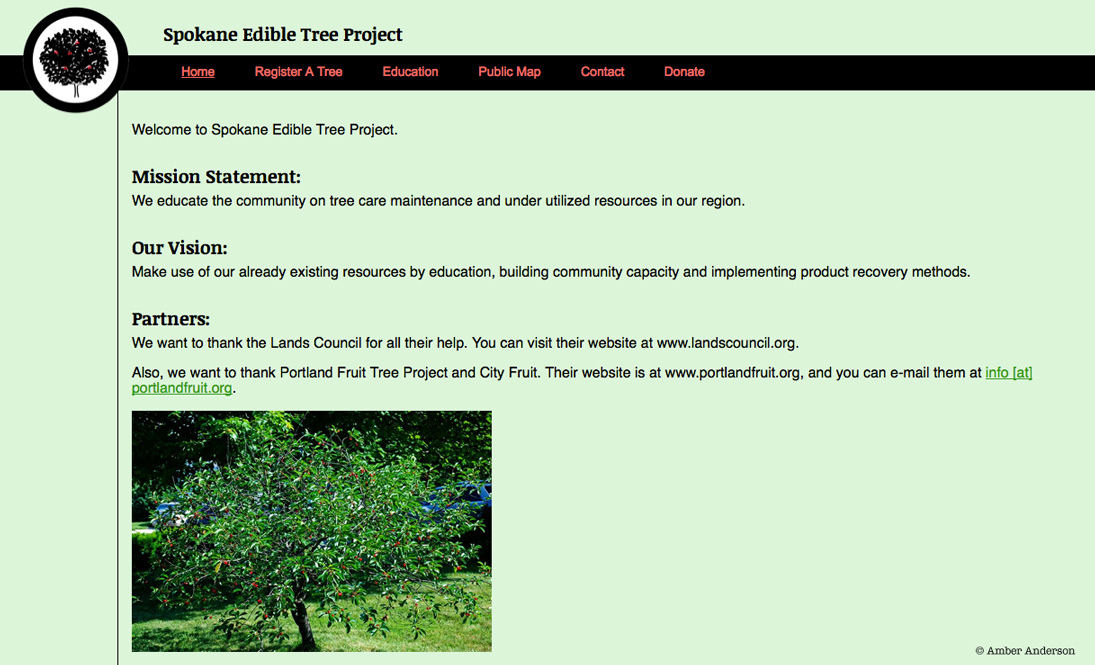 Spokane Edible Tree Project
Home Register A Tree Education Public Map Contact Donate
Welcome to Spokane Edible Tree Project.
Mission Statement:
We educate the community on tree care maintenance and under utilized resources in our region.
Our Vision:
Make use of our already existing resources by education, building community capacity and implementing product recovery methods.
Partners:
We want to thank the Lands Council for all their help. You can visit their website at www.landscouncil.org.
Also, we want to thank Portland Fruit Tree Project and City Fruit. Their website is at www.portlandfruit.org, and you can e-mail them at info [at]
portlandfruit.org.
© Amber Anderson